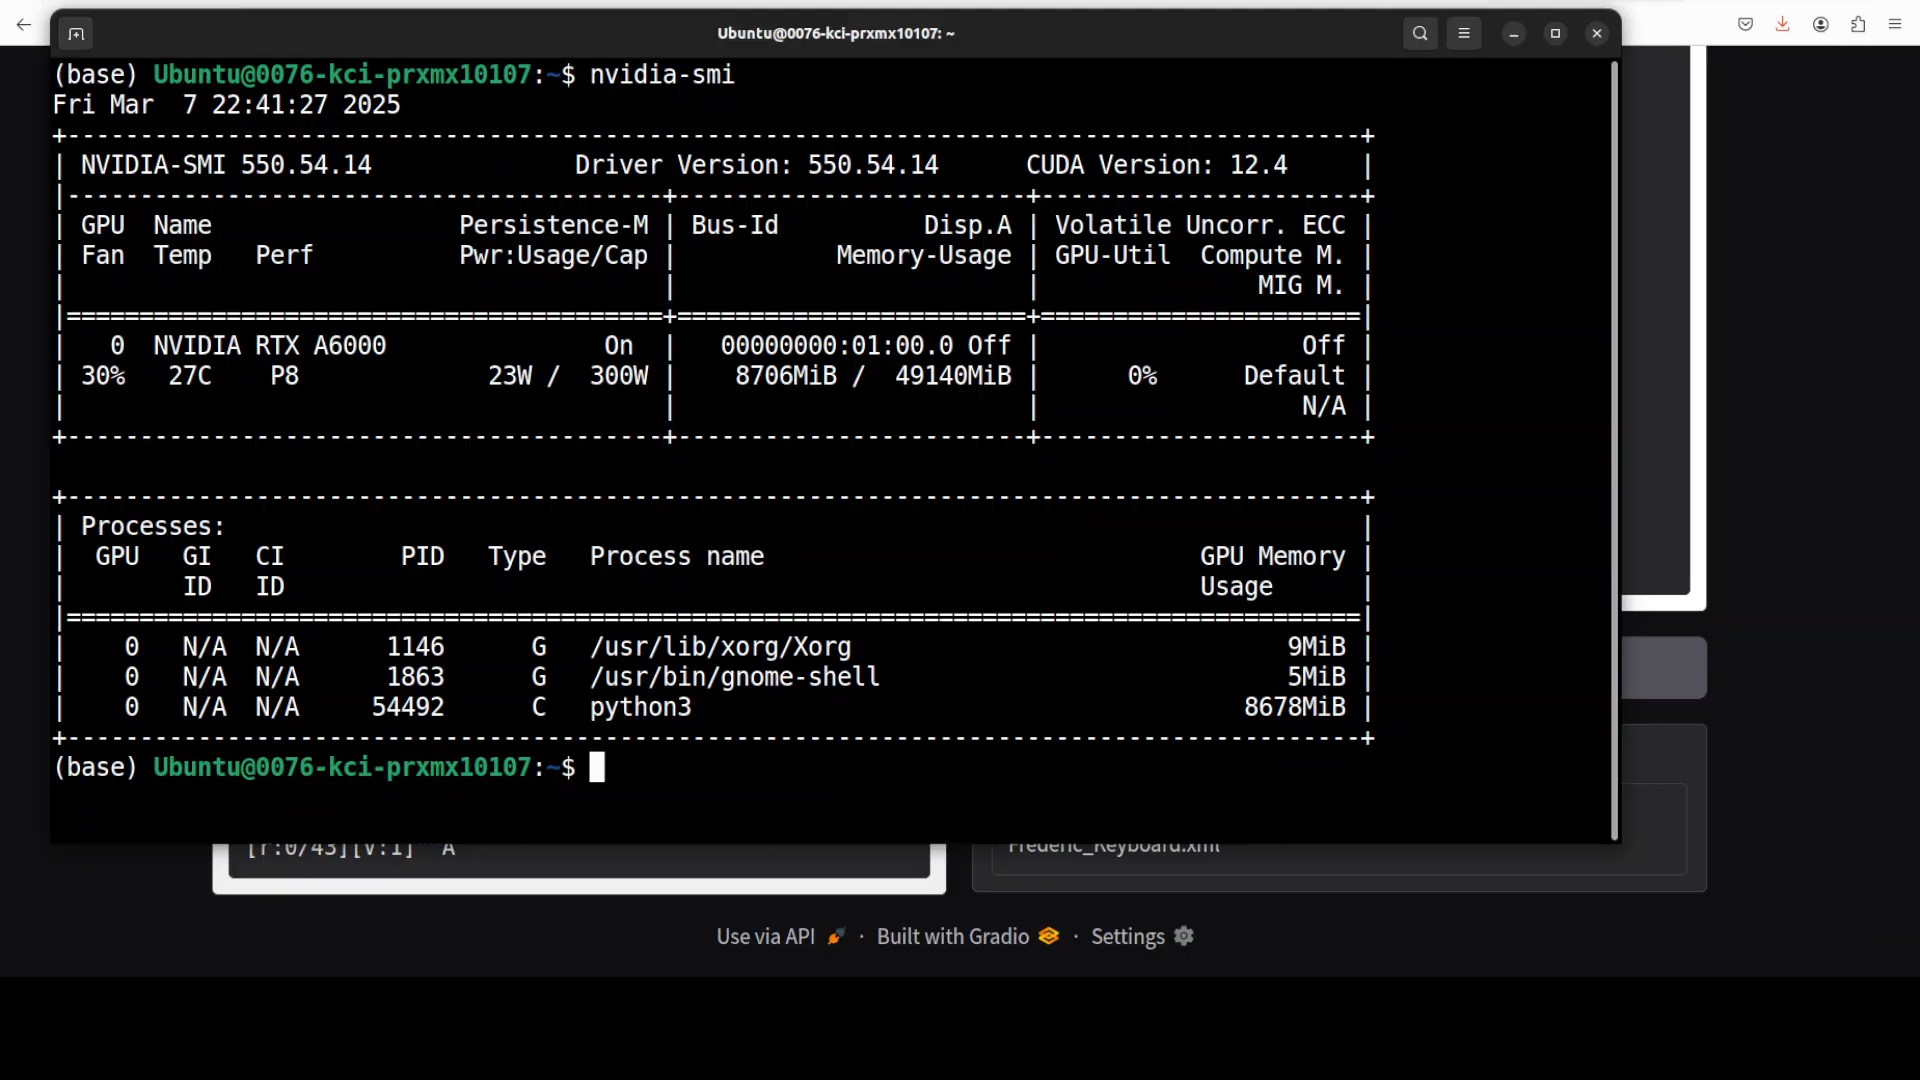 Ubuntu@0076-kci-prxmx10107: ~
(base) Ubuntu@0076-kci-prxmx10107:~$ nvidia-smi
Fri Mar  7 22:41:27 2025
+-----------------------------------------------------------------------------------------+
| NVIDIA-SMI 550.54.14              Driver Version: 550.54.14      CUDA Version: 12.4     |
|-----------------------------------------+------------------------+----------------------+
| GPU  Name                 Persistence-M | Bus-Id          Disp.A | Volatile Uncorr. ECC |
| Fan  Temp   Perf          Pwr:Usage/Cap |           Memory-Usage | GPU-Util  Compute M. |
|                                         |                        |               MIG M. |
|=========================================+========================+======================|
|   0  NVIDIA RTX A6000               On  |   00000000:01:00.0 Off |                  Off |
| 30%   27C    P8             23W /  300W |    8706MiB /  49140MiB |      0%      Default |
|                                         |                        |                  N/A |
+-----------------------------------------+------------------------+----------------------+
+-----------------------------------------------------------------------------------------+
| Processes:                                                                              |
|  GPU   GI   CI        PID   Type   Process name                              GPU Memory |
|        ID   ID                                                               Usage      |
|=========================================================================================|
|    0   N/A  N/A      1146      G   /usr/lib/xorg/Xorg                              9MiB |
|    0   N/A  N/A      1863      G   /usr/bin/gnome-shell                            5MiB |
|    0   N/A  N/A     54492      C   python3                                      8678MiB |
+-----------------------------------------------------------------------------------------+
(base) Ubuntu@0076-kci-prxmx10107:~$
[r:0/43][V:1] ^A
Frederic_Keyboard.xml
Use via API · Built with Gradio · Settings